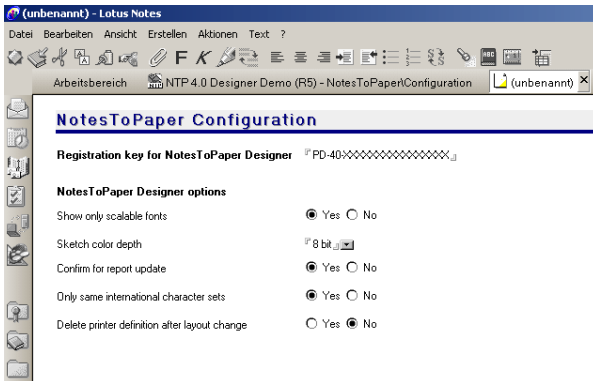 (unbenannt) - Lotus Notes
Datei Bearbeiten Ansicht Erstellen Aktionen Text ?
F K
Arbeitsbereich NTP 4.0 Designer Demo (R5) - NotesToPaper\Configuration (unbenannt) ×
NotesToPaper Configuration
Registration key for NotesToPaper Designer PD-40-XXXXXXXXXXXXXXXX
NotesToPaper Designer options
Show only scalable fonts Yes No
Sketch color depth 8 bit
Confirm for report update Yes No
Only same international character sets Yes No
Delete printer definition after layout change Yes No